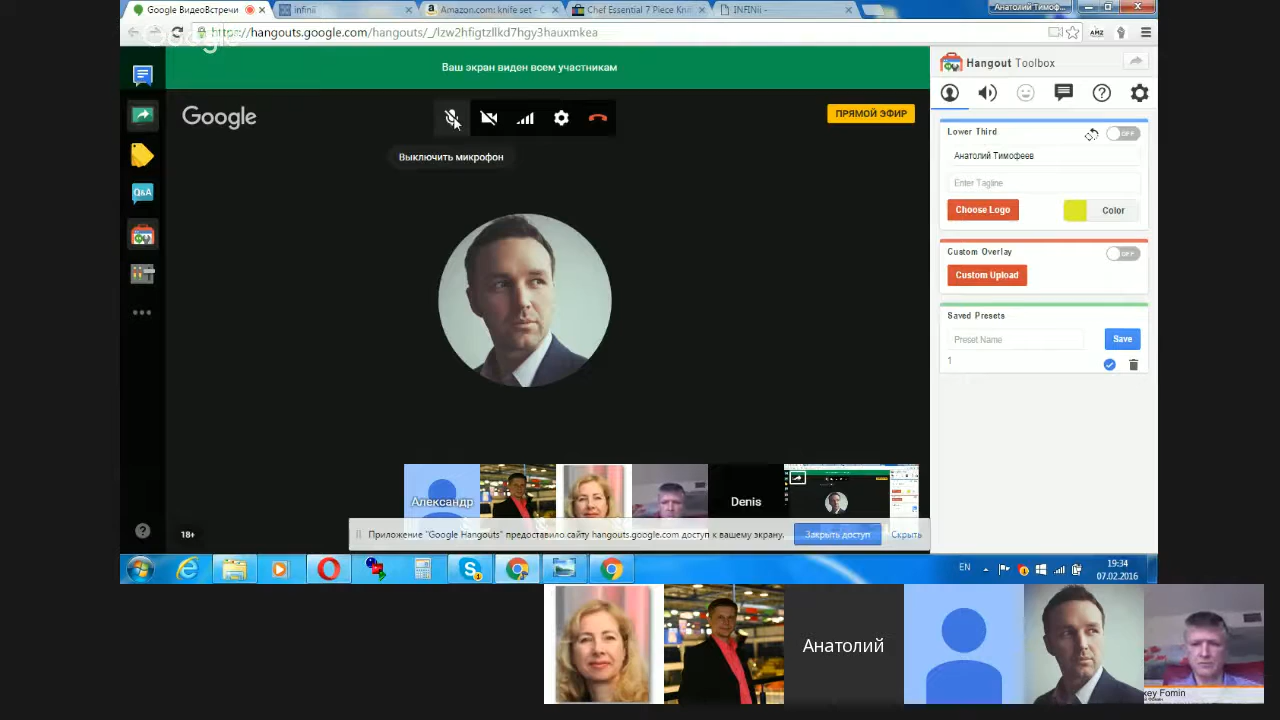 Google ВидеоВстречи
infinii
Amazon.com: knife set - C
Chef Essential 7 Piece Kni
INFINii -
Анатолий Тимоф...
https://hangouts.google.com/hangouts/_/lzw2hfigtzllkd7hgy3hauxmkea
Google
Ваш экран виден всем участникам
Hangout Toolbox
Google
ПРЯМОЙ ЭФИР
Выключить микрофон
Q&A
Lower Third
OFF
Анатолий Тимофеев
Enter Tagline
Choose Logo
Color
Custom Overlay
OFF
Custom Upload
Saved Presets
Preset Name
Save
1
Александр
Denis
18+
Приложение "Google Hangouts" предоставило сайту hangouts.google.com доступ к вашему экрану.
Закрыть доступ
Скрыть
EN
19:34
07.02.2016
Анатолий
key Fomin